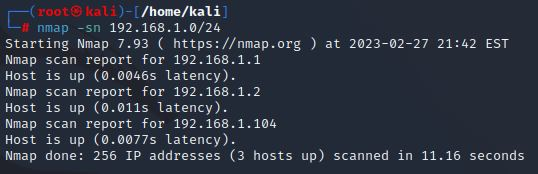 ┌──(root㉿kali)-[/home/kali]
└─# nmap -sn 192.168.1.0/24
Starting Nmap 7.93 ( https://nmap.org ) at 2023-02-27 21:42 EST
Nmap scan report for 192.168.1.1
Host is up (0.0046s latency).
Nmap scan report for 192.168.1.2
Host is up (0.011s latency).
Nmap scan report for 192.168.1.104
Host is up (0.0077s latency).
Nmap done: 256 IP addresses (3 hosts up) scanned in 11.16 seconds